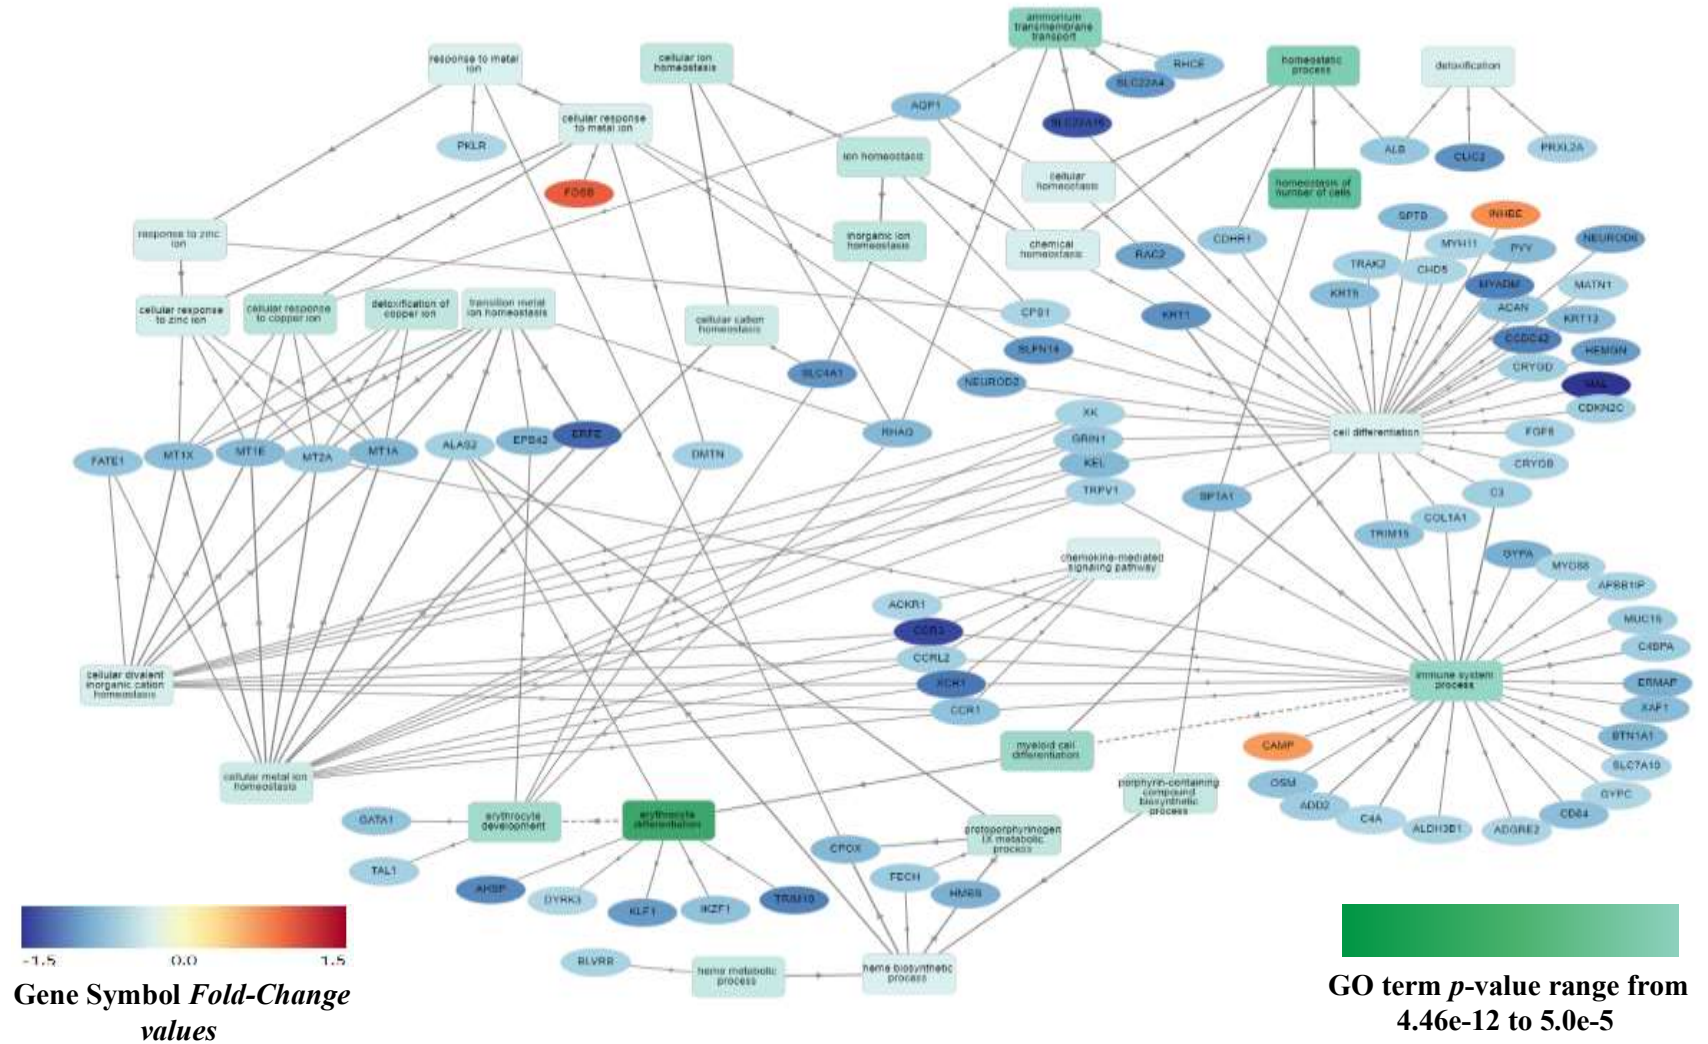 ammonium
transmembrane
transport
response to metal
ion
cellular ion
homeostasis
RHCE
homeostatic
process
detoxification
SLC22A4
AQP1
cellular response
to metal ion
SLC22A16
PKLR
ion homeostasis
ALB
CLIC2
PRXL2A
FOSB
cellular
homeostasis
homeostasis of
number of cells
SPTB
INHBE
response to zinc
ion
inorganic ion
homeostasis
chemical
homeostasis
RAC2
CDHR1
MYH11
PYY
NEUROD6
TRAK2
CHD5
KRT5
MYADM
MATN1
cellular response
to zinc ion
cellular response
to copper ion
detoxification of
copper ion
transition metal
ion homeostasis
cellular cation
homeostasis
CPS1
KRT1
ACAN
KRT13
SLFN14
CCDC42
HEMGN
SLC4A1
NEUROD2
CRYGD
CDKN2C
XK
cell differentiation
FGF8
FATE1
MT1X
MT1E
MT2A
MT1A
ALAS2
EPB42
ERFE
DMTN
RHAG
GRIN1
KEL
CRYGB
TRPV1
SPTA1
C3
COL1A1
TRIM15
chemokine-mediated
signaling pathway
GYPA
MYO88
APBB1IP
ACKR1
MUC16
CCR3
C4BPA
CCRL2
cellular divalent
inorganic cation
homeostasis
XCR1
immune system
process
ERMAP
CCR1
XAF1
BTN1A1
myeloid cell
differentiation
CAMP
SLC7A10
cellular metal ion
homeostasis
porphyrin-containing
compound
biosynthetic
process
OSM
GYPC
GATA1
erythrocyte
development
erythrocyte
differentiation
protoporphyrinogen
IX metabolic
process
ADD2
C4A
ALDH3B1
ADGRE2
CD84
CPOX
TAL1
AHSP
DYRK3
KLF1
IKZF1
TRIM10
FECH
HMBS
BLVRB
heme metabolic
process
heme biosynthetic
process
-1.5 0.0 1.5
Gene Symbol Fold-Change
values
GO term p-value range from
4.46e-12 to 5.0e-5